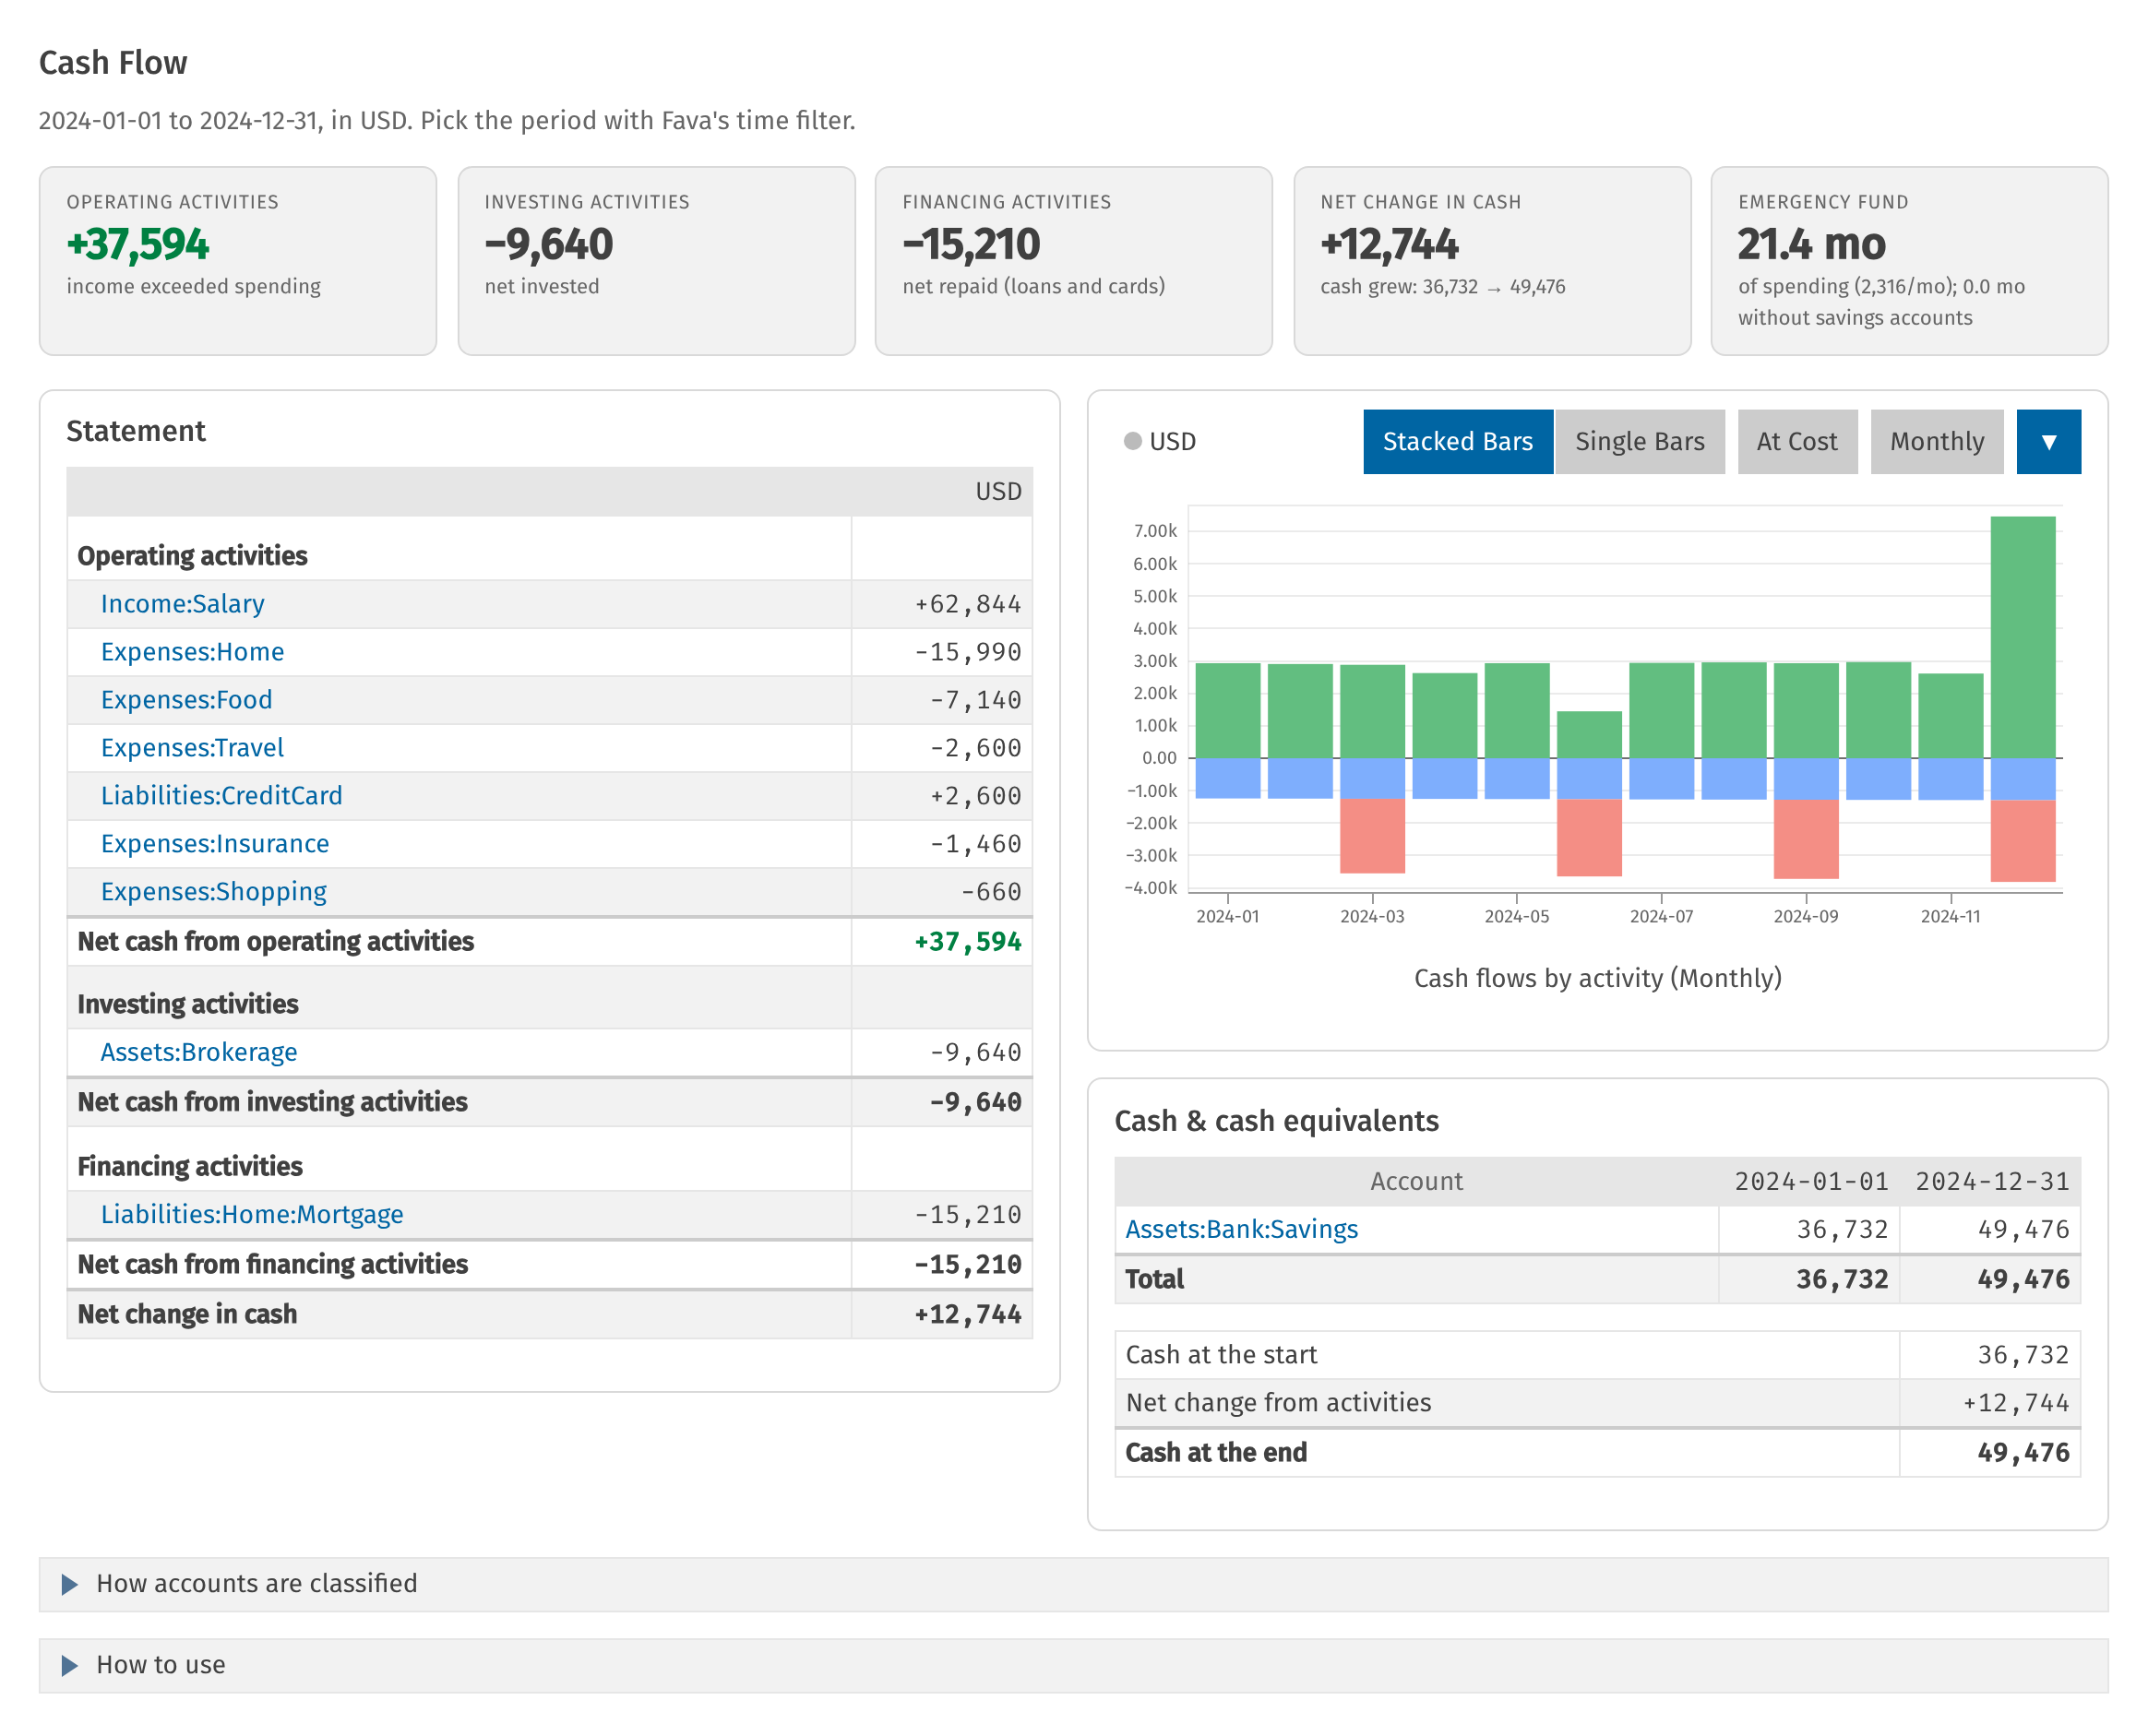 Cash Flow
2024-01-01 to 2024-12-31, in USD. Pick the period with Fava's time filter.
OPERATING ACTIVITIES
+37,594
income exceeded spending
INVESTING ACTIVITIES
−9,640
net invested
FINANCING ACTIVITIES
−15,210
net repaid (loans and cards)
NET CHANGE IN CASH
+12,744
cash grew: 36,732 → 49,476
EMERGENCY FUND
21.4 mo
of spending (2,316/mo); 0.0 mo
without savings accounts
Statement
USD
Operating activities
Income:Salary +62,844
Expenses:Home −15,990
Expenses:Food −7,140
Expenses:Travel −2,600
Liabilities:CreditCard +2,600
Expenses:Insurance −1,460
Expenses:Shopping −660
Net cash from operating activities +37,594
Investing activities
Assets:Brokerage −9,640
Net cash from investing activities −9,640
Financing activities
Liabilities:Home:Mortgage −15,210
Net cash from financing activities −15,210
Net change in cash +12,744
USD Stacked Bars Single Bars At Cost Monthly ▼
7.00k
6.00k
5.00k
4.00k
3.00k
2.00k
1.00k
0.00
−1.00k
−2.00k
−3.00k
−4.00k
2024-01 2024-03 2024-05 2024-07 2024-09 2024-11
Cash flows by activity (Monthly)
Cash & cash equivalents
Account 2024-01-01 2024-12-31
Assets:Bank:Savings 36,732 49,476
Total 36,732 49,476
Cash at the start 36,732
Net change from activities +12,744
Cash at the end 49,476
How accounts are classified
How to use